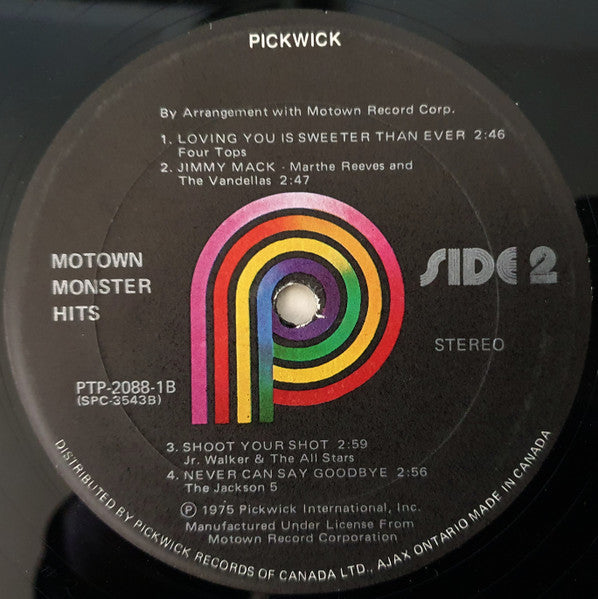 PICKWICK
By Arrangement with Motown Record Corp.
1. LOVING YOU IS SWEETER THAN EVER 2:46
Four Tops
2. JIMMY MACK - Marthe Reeves and
The Vandellas 2:47
MOTOWN
MONSTER
HITS
SIDE 2
STEREO
PTP-2088-1B
(SPC-3543B)
3. SHOOT YOUR SHOT 2:59
Jr. Walker & The All Stars
4. NEVER CAN SAY GOODBYE 2:56
The Jackson 5
Ⓟ 1975 Pickwick International, Inc.
Manufactured Under License From
Motown Record Corporation
DISTRIBUTED BY PICKWICK RECORDS OF CANADA LTD., AJAX ONTARIO MADE IN CANADA